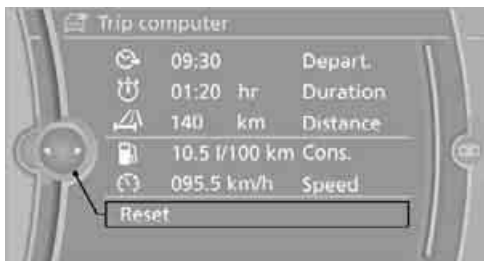 Trip computer
09:30 Depart.
01:20 hr Duration
140 km Distance
10.5 l/100 km Cons.
095.5 km/h Speed
Reset